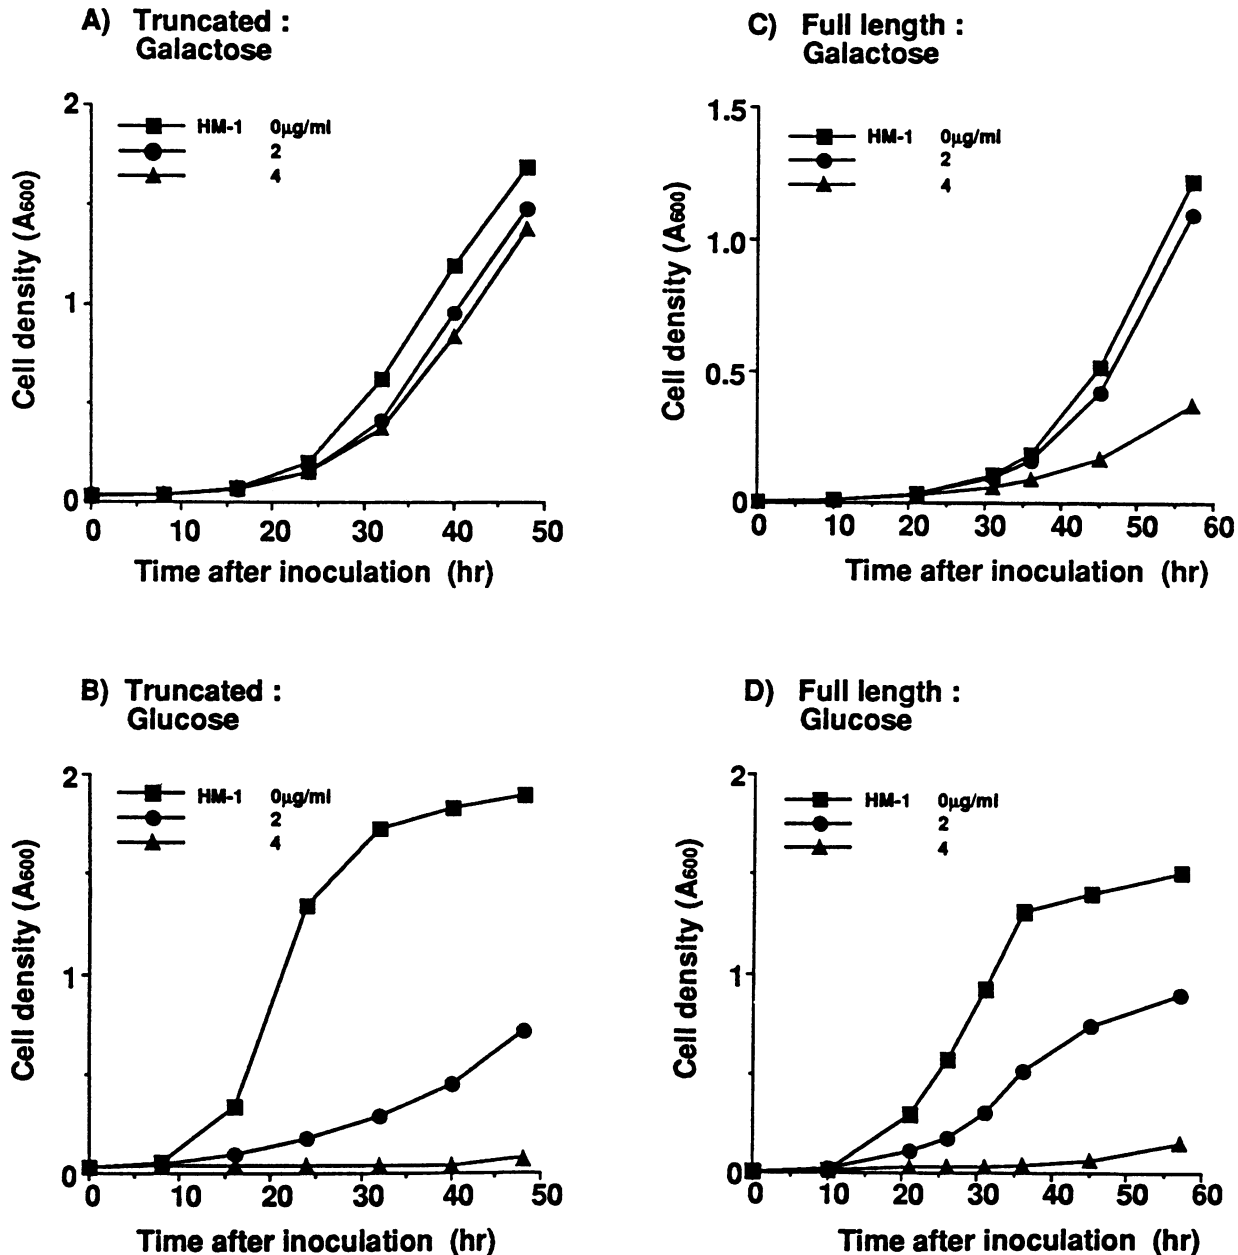 A) Truncated :
Galactose
2
1
0
Cell density (A600)
HM-1 0µg/ml
2
4
0 10 20 30 40 50
Time after inoculation (hr)
C) Full length :
Galactose
1.5
1.0
0.5
0
Cell density (A600)
HM-1 0µg/ml
2
4
0 10 20 30 40 50 60
Time after inoculation (hr)
B) Truncated :
Glucose
2
1
0
Cell density (A600)
HM-1 0µg/ml
2
4
0 10 20 30 40 50
Time after inoculation (hr)
D) Full length :
Glucose
2
1
0
Cell density (A600)
HM-1 0µg/ml
2
4
0 10 20 30 40 50 60
Time after inoculation (hr)